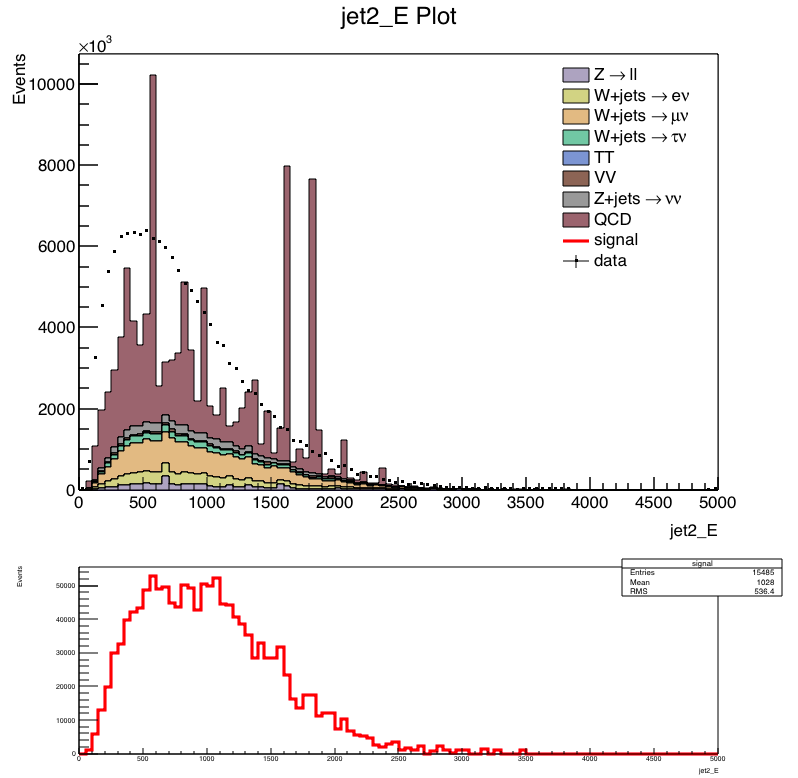 jet2_E Plot
×10³
Events
10000
8000
6000
4000
2000
0
Z → ll
W+jets → eν
W+jets → μν
W+jets → τν
TT
VV
Z+jets → νν
QCD
signal
data
0 500 1000 1500 2000 2500 3000 3500 4000 4500 5000
jet2_E
Events
50000
40000
30000
20000
10000
0
signal
Entries 15485
Mean 1028
RMS 536.4
0 500 1000 1500 2000 2500 3000 3500 4000 4500 5000
jet2_E